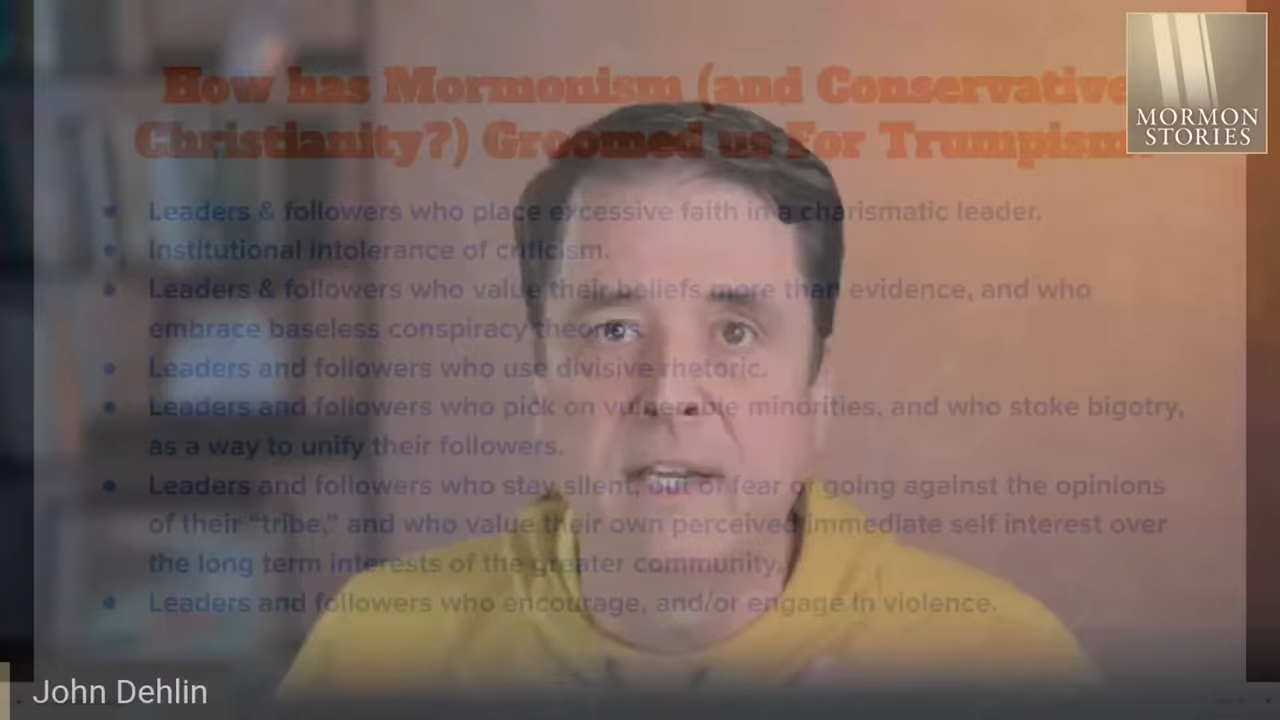 How has Mormonism (and Conservative
Christianity?) Groomed us For Trumpism?
MORMON
STORIES
• Leaders & followers who place excessive faith in a charismatic leader.
• Institutional intolerance of criticism.
• Leaders & followers who value their beliefs more than evidence, and who
embrace baseless conspiracy theories.
• Leaders and followers who use divisive rhetoric.
• Leaders and followers who pick on vulnerable minorities, and who stoke bigotry,
as a way to unify their followers.
• Leaders and followers who stay silent, out of fear of going against the opinions
of their “tribe,” and who value their own perceived immediate self interest over
the long term interests of the greater community.
• Leaders and followers who encourage, and/or engage in violence.
John Dehlin